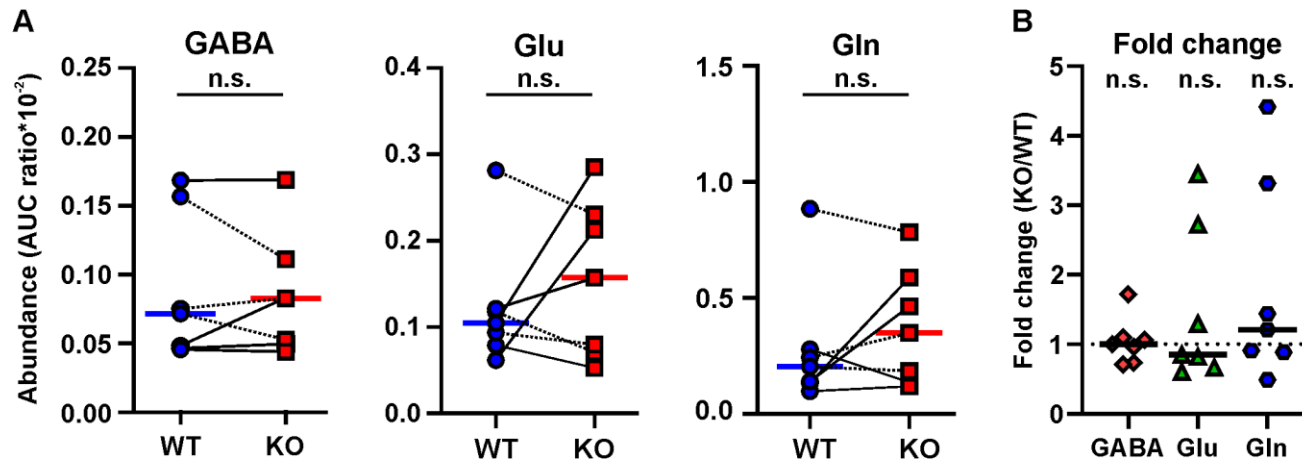 A
GABA
n.s.
Abundance (AUC ratio*10-2)
0.25
0.20
0.15
0.10
0.05
0.00
WT KO
Glu
n.s.
0.4
0.3
0.2
0.1
0.0
WT KO
Gln
n.s.
1.5
1.0
0.5
0.0
WT KO
B
Fold change
n.s. n.s. n.s.
Fold change (KO/WT)
5
4
3
2
1
0
GABA Glu Gln